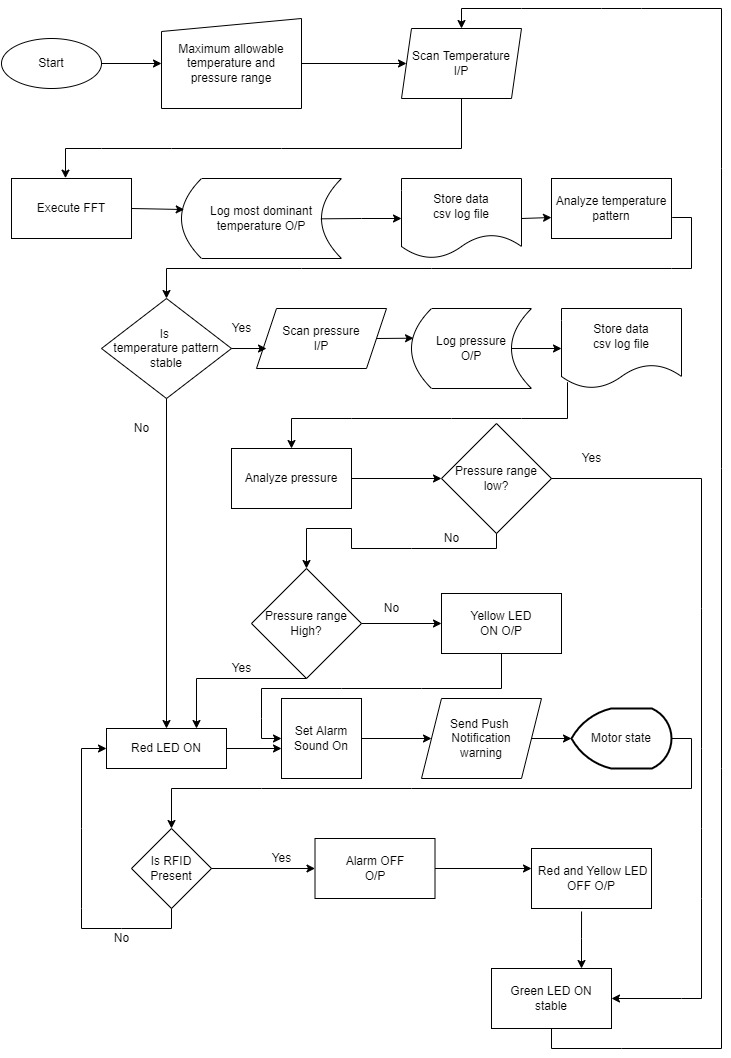 Start
Maximum allowable
temperature and
pressure range
Scan Temperature
I/P
Execute FFT
Log most dominant
temperature O/P
Store data
csv log file
Analyze temperature
pattern
Is
temperature pattern
stable
Yes
Scan pressure
I/P
Log pressure
O/P
Store data
csv log file
No
Analyze pressure
Pressure range
low?
Yes
No
Pressure range
High?
No
Yellow LED
ON O/P
Yes
Red LED ON
Set Alarm
Sound On
Send Push
Notification
warning
Motor state
Is RFID
Present
Yes
Alarm OFF
O/P
Red and Yellow LED
OFF O/P
No
Green LED ON
stable